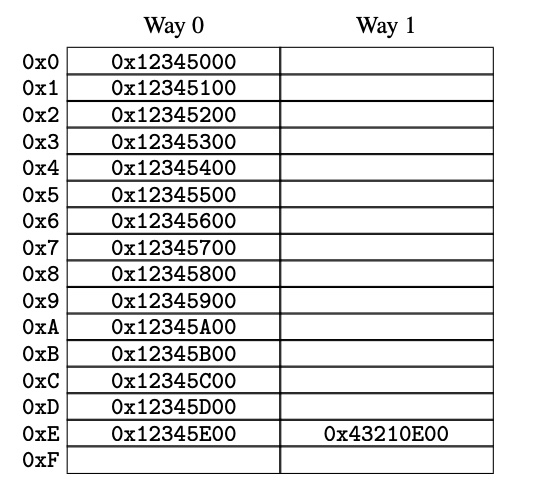 Way 0 Way 1
0x0 0x12345000
0x1 0x12345100
0x2 0x12345200
0x3 0x12345300
0x4 0x12345400
0x5 0x12345500
0x6 0x12345600
0x7 0x12345700
0x8 0x12345800
0x9 0x12345900
0xA 0x12345A00
0xB 0x12345B00
0xC 0x12345C00
0xD 0x12345D00
0xE 0x12345E00 0x43210E00
0xF